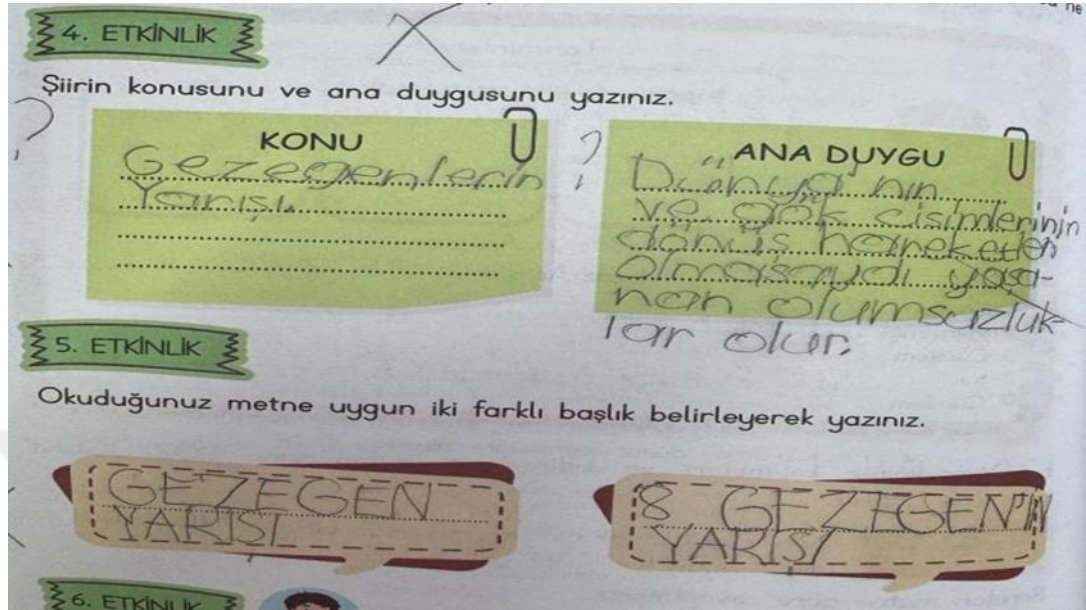 4. ETKİNLİK
Şiirin konusunu ve ana duygusunu yazınız.
KONU
Gezegenlerin
Yarışı.
ANA DUYGU
Dünya'nın
ve gök cisimlerinin
dönüş hareketleri
olmasaydı yaşa-
nan olumsuzluk-
lar olur.
5. ETKİNLİK
Okuduğunuz metne uygun iki farklı başlık belirleyerek yazınız.
GEZEGEN
YARIŞI
8 GEZEGEN'İN
YARIŞI
6. ETKİNLİK